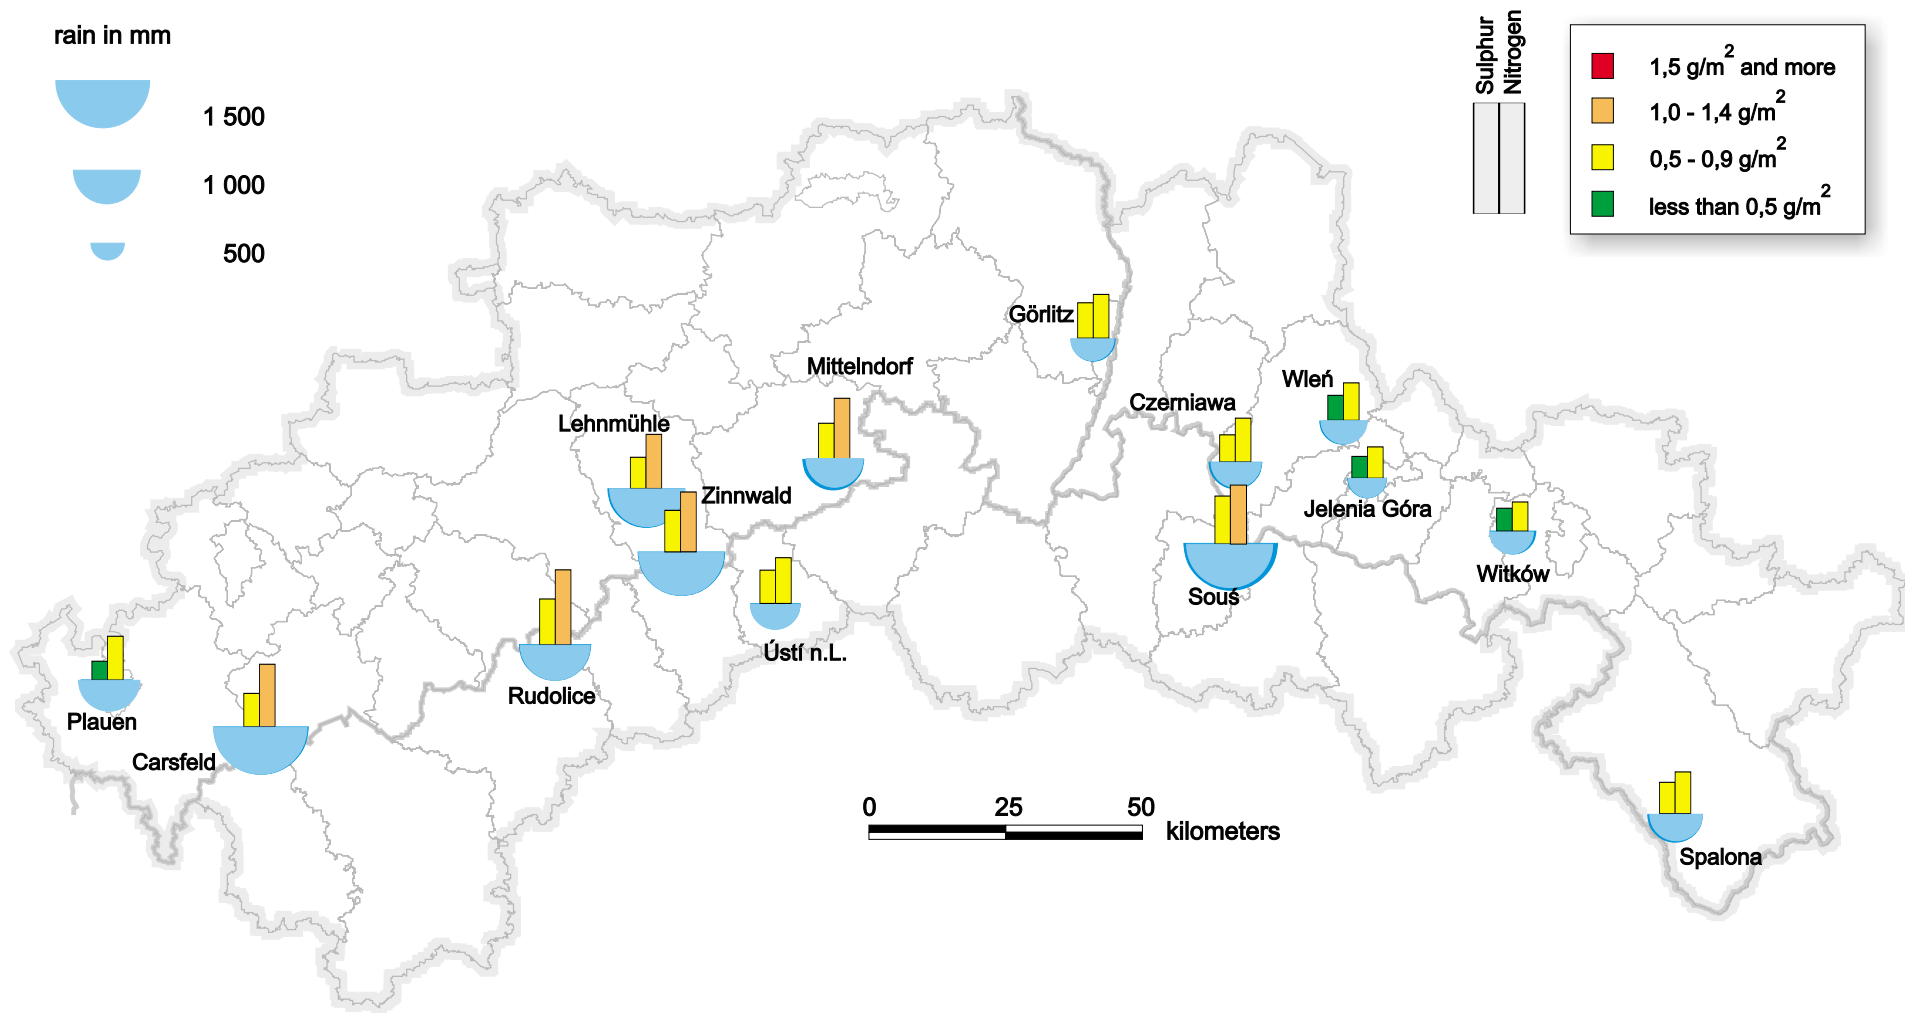 rain in mm
1 500
1 000
500
Sulphur
Nitrogen
1,5 g/m² and more
1,0 - 1,4 g/m²
0,5 - 0,9 g/m²
less than 0,5 g/m²
Görlitz
Mittelndorf
Wleń
Czerniawa
Lehnmühle
Zinnwald
Jelenia Góra
Witków
Souš
Ústí n.L.
Rudolice
Plauen
Carsfeld
0 25 50
kilometers
Spalona